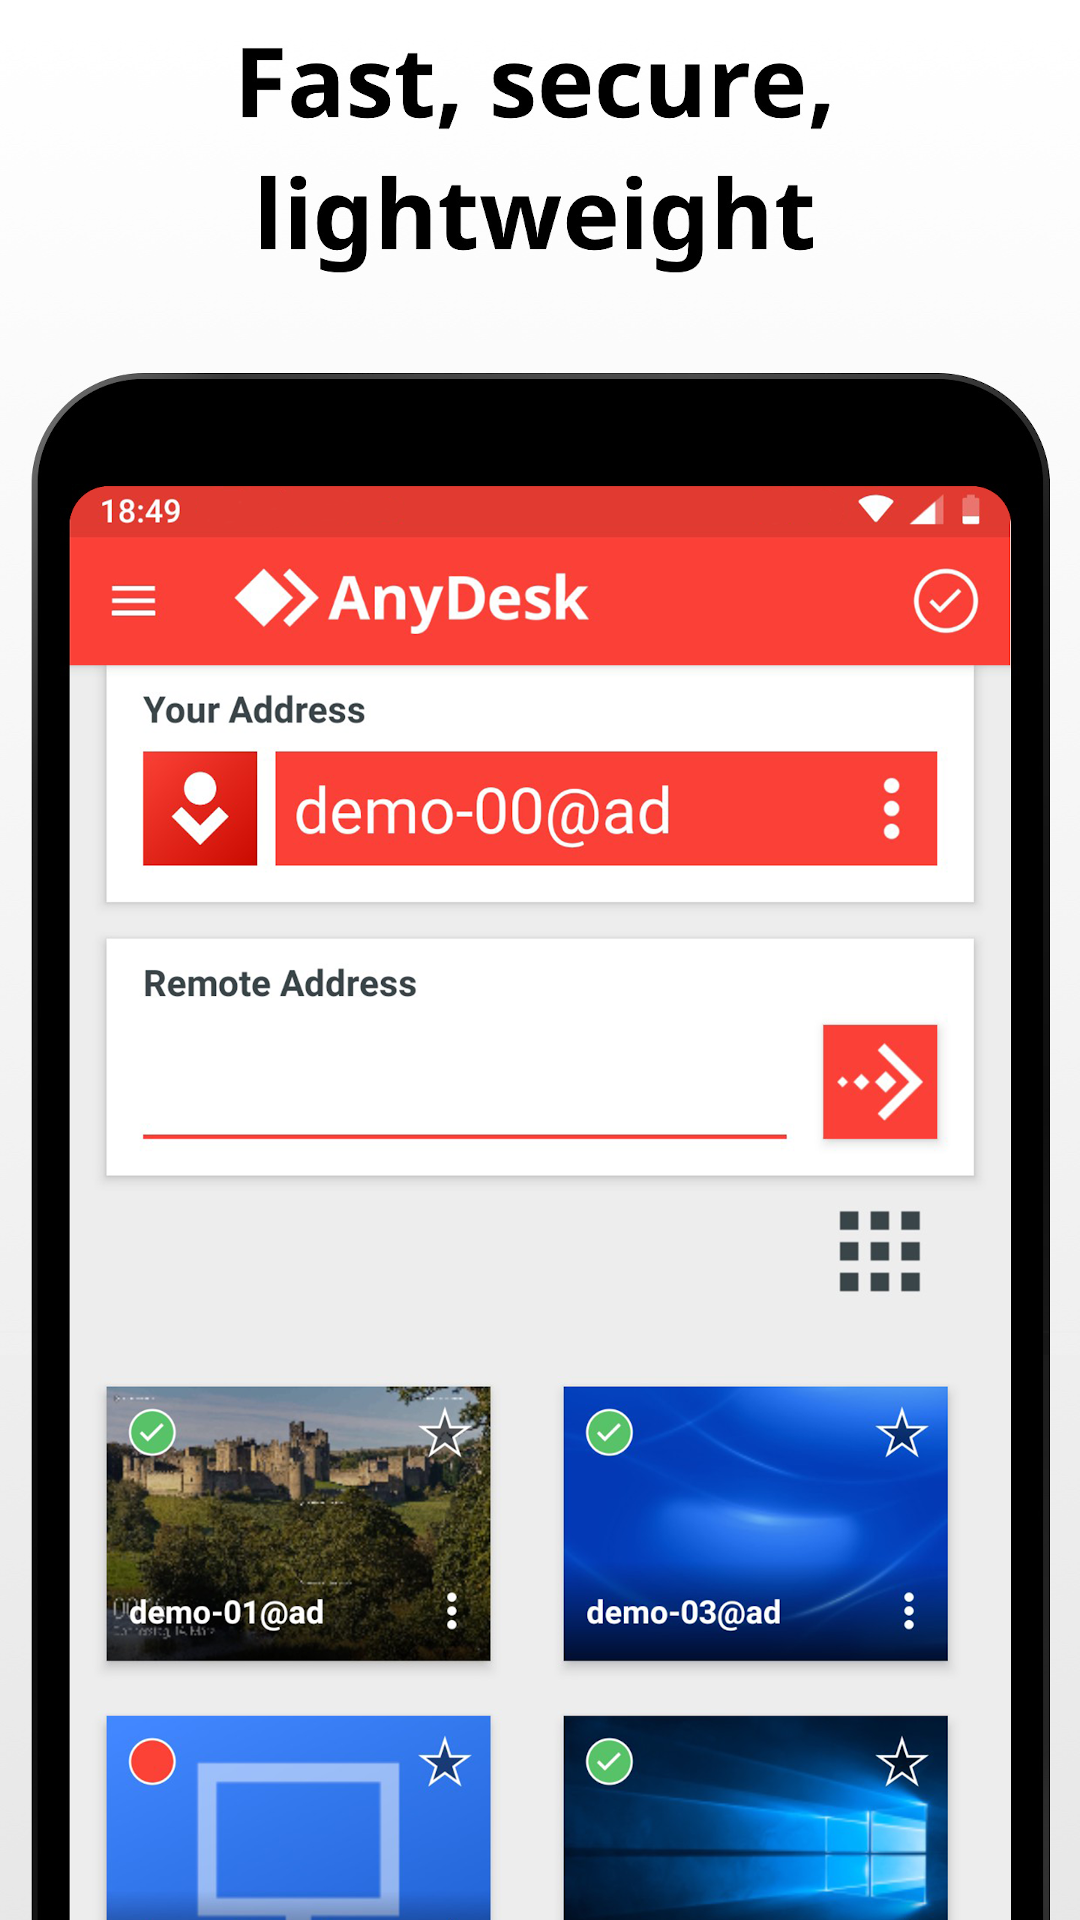 Fast, secure,
lightweight
18:49
AnyDesk
Your Address
demo-00@ad
Remote Address
demo-01@ad
demo-03@ad